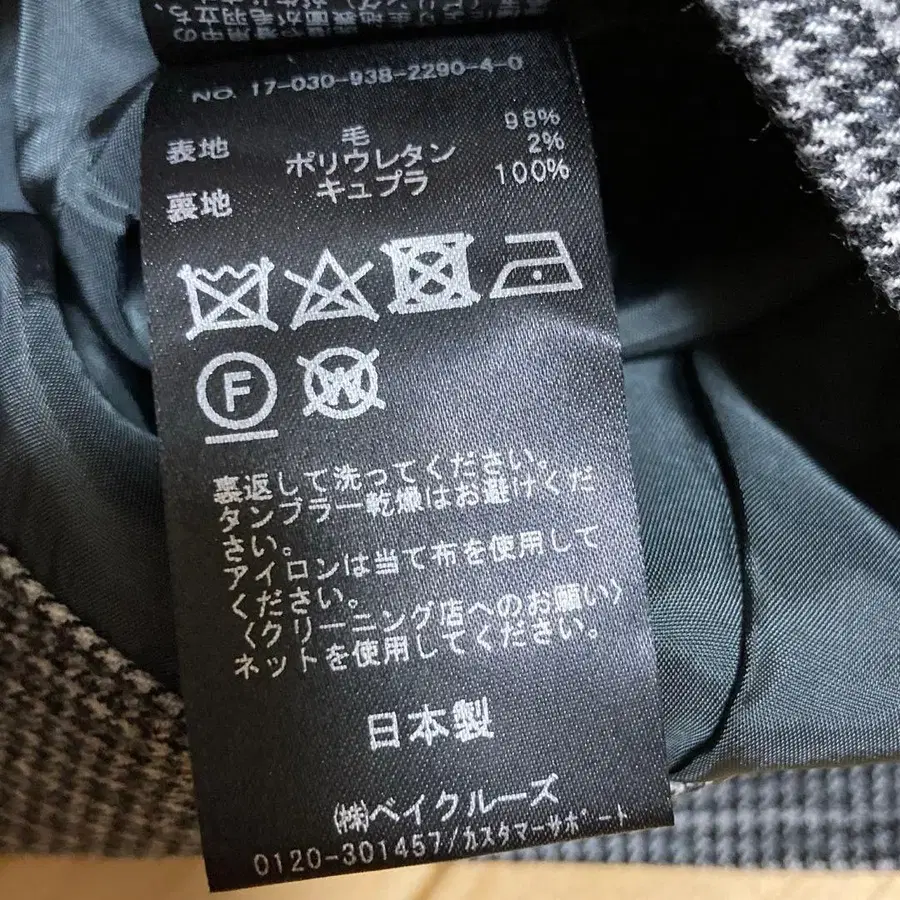 NO. 17-030-938-2290-4-0
表地 毛 98%
ポリウレタン 2%
裏地 キュプラ 100%
F
W
裏返して洗ってください。
タンブラー乾燥はお避けくだ
さい。
アイロンは当て布を使用して
ください。
〈クリーニング店へのお願い〉
ネットを使用してください。
日本製
㈱ベイクルーズ
0120-301457/カスタマーサポート